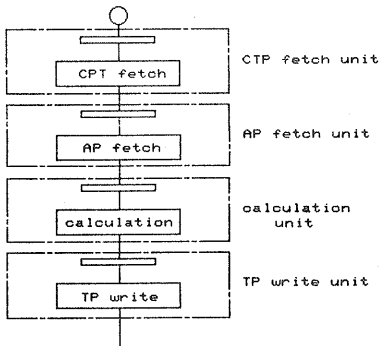 CPT fetch
CTP fetch unit
AP fetch
AP fetch unit
calculation
calculation
unit
TP write
TP write unit